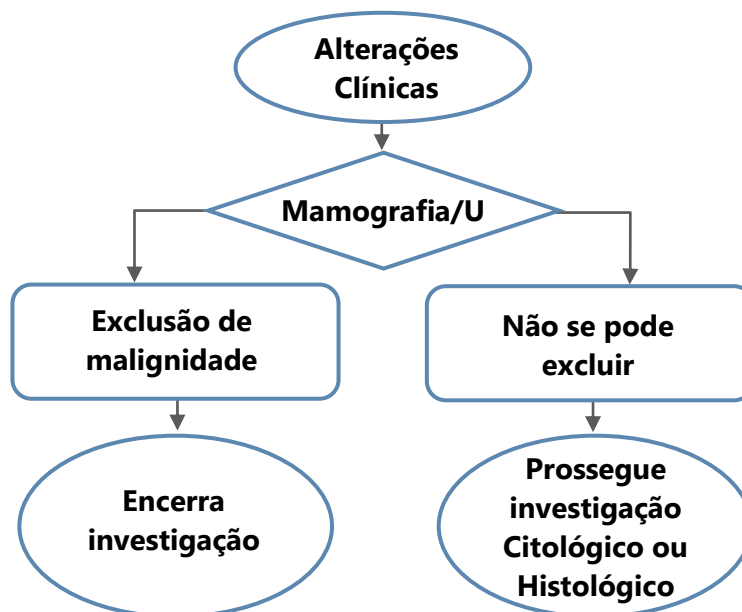 Alterações
Clínicas
Mamografia/U
Exclusão de
malignidade
Não se pode
excluir
Encerra
investigação
Prossegue
investigação
Citológico ou
Histológico